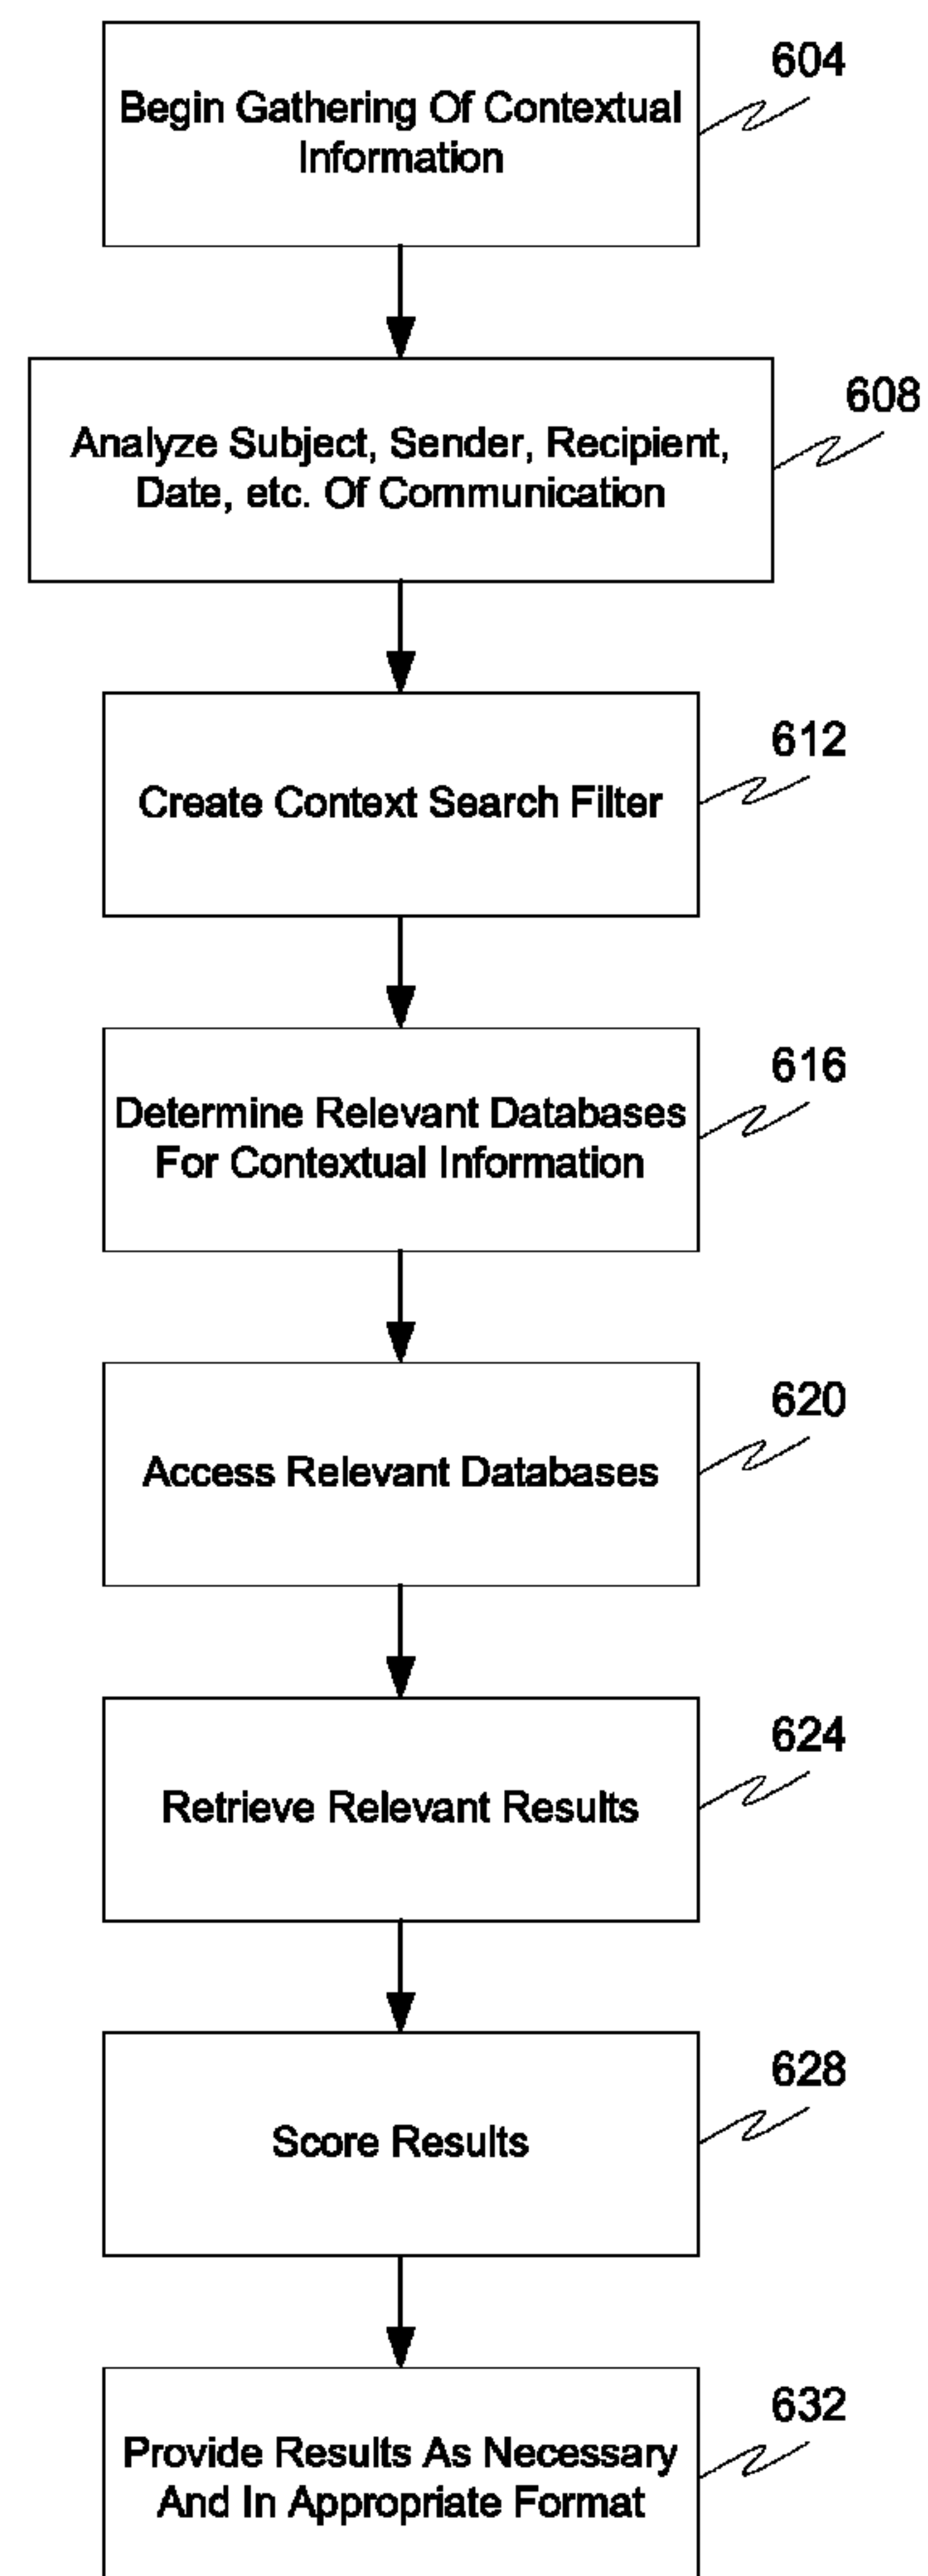 604
Begin Gathering Of Contextual
Information
608
Analyze Subject, Sender, Recipient,
Date, etc. Of Communication
612
Create Context Search Filter
616
Determine Relevant Databases
For Contextual Information
620
Access Relevant Databases
624
Retrieve Relevant Results
628
Score Results
632
Provide Results As Necessary
And In Appropriate Format